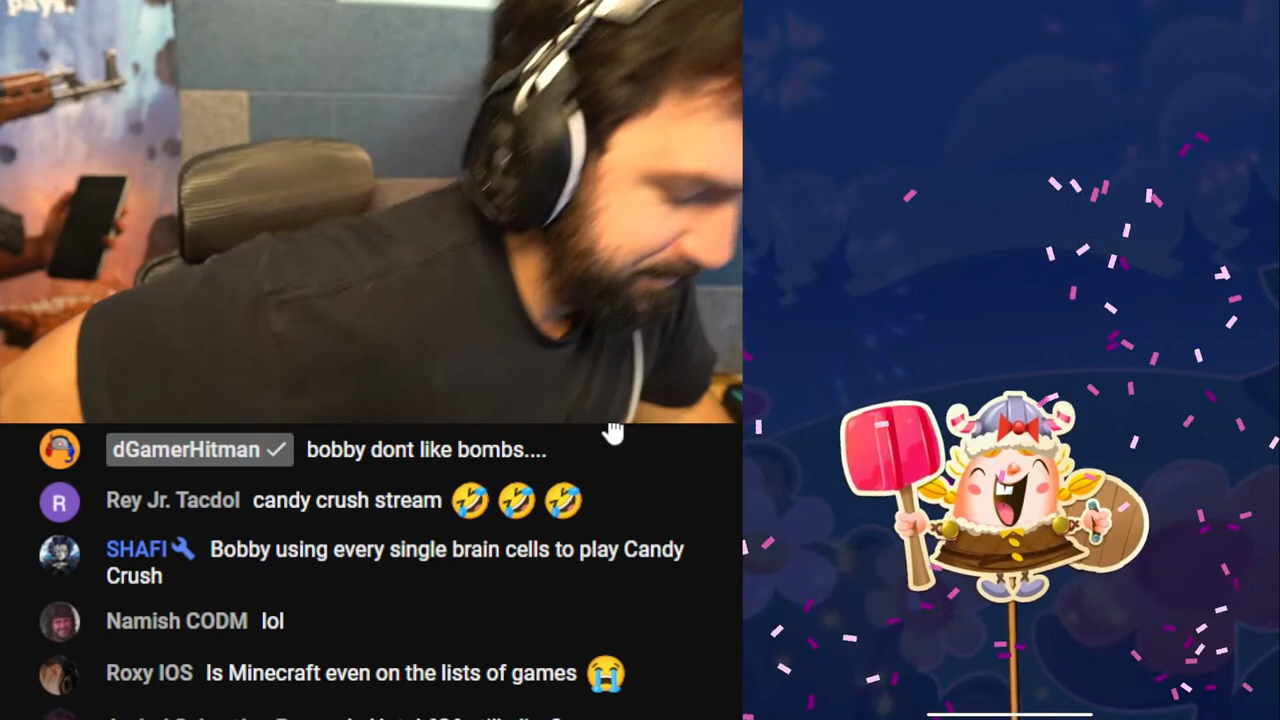 pays.
dGamerHitman bobby dont like bombs....
R Rey Jr. Tacdol candy crush stream 🤣 🤣 🤣
SHAFI Bobby using every single brain cells to play Candy
Crush
Namish CODM lol
Roxy IOS Is Minecraft even on the lists of games 😭